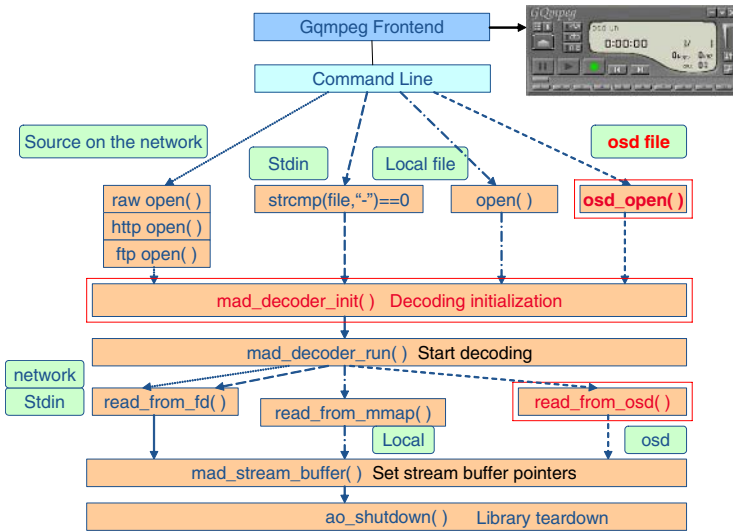 Gqmpeg Frontend
GQmpeg
osd on
0:00:00
Command Line
Source on the network
Stdin
Local file
osd file
raw open( )
strcmp(file,“-”)==0
open( )
osd_open( )
http open( )
ftp open( )
mad_decoder_init( ) Decoding initialization
mad_decoder_run( ) Start decoding
network
Stdin
read_from_fd( )
read_from_mmap( )
read_from_osd( )
Local
osd
mad_stream_buffer( ) Set stream buffer pointers
ao_shutdown( ) Library teardown